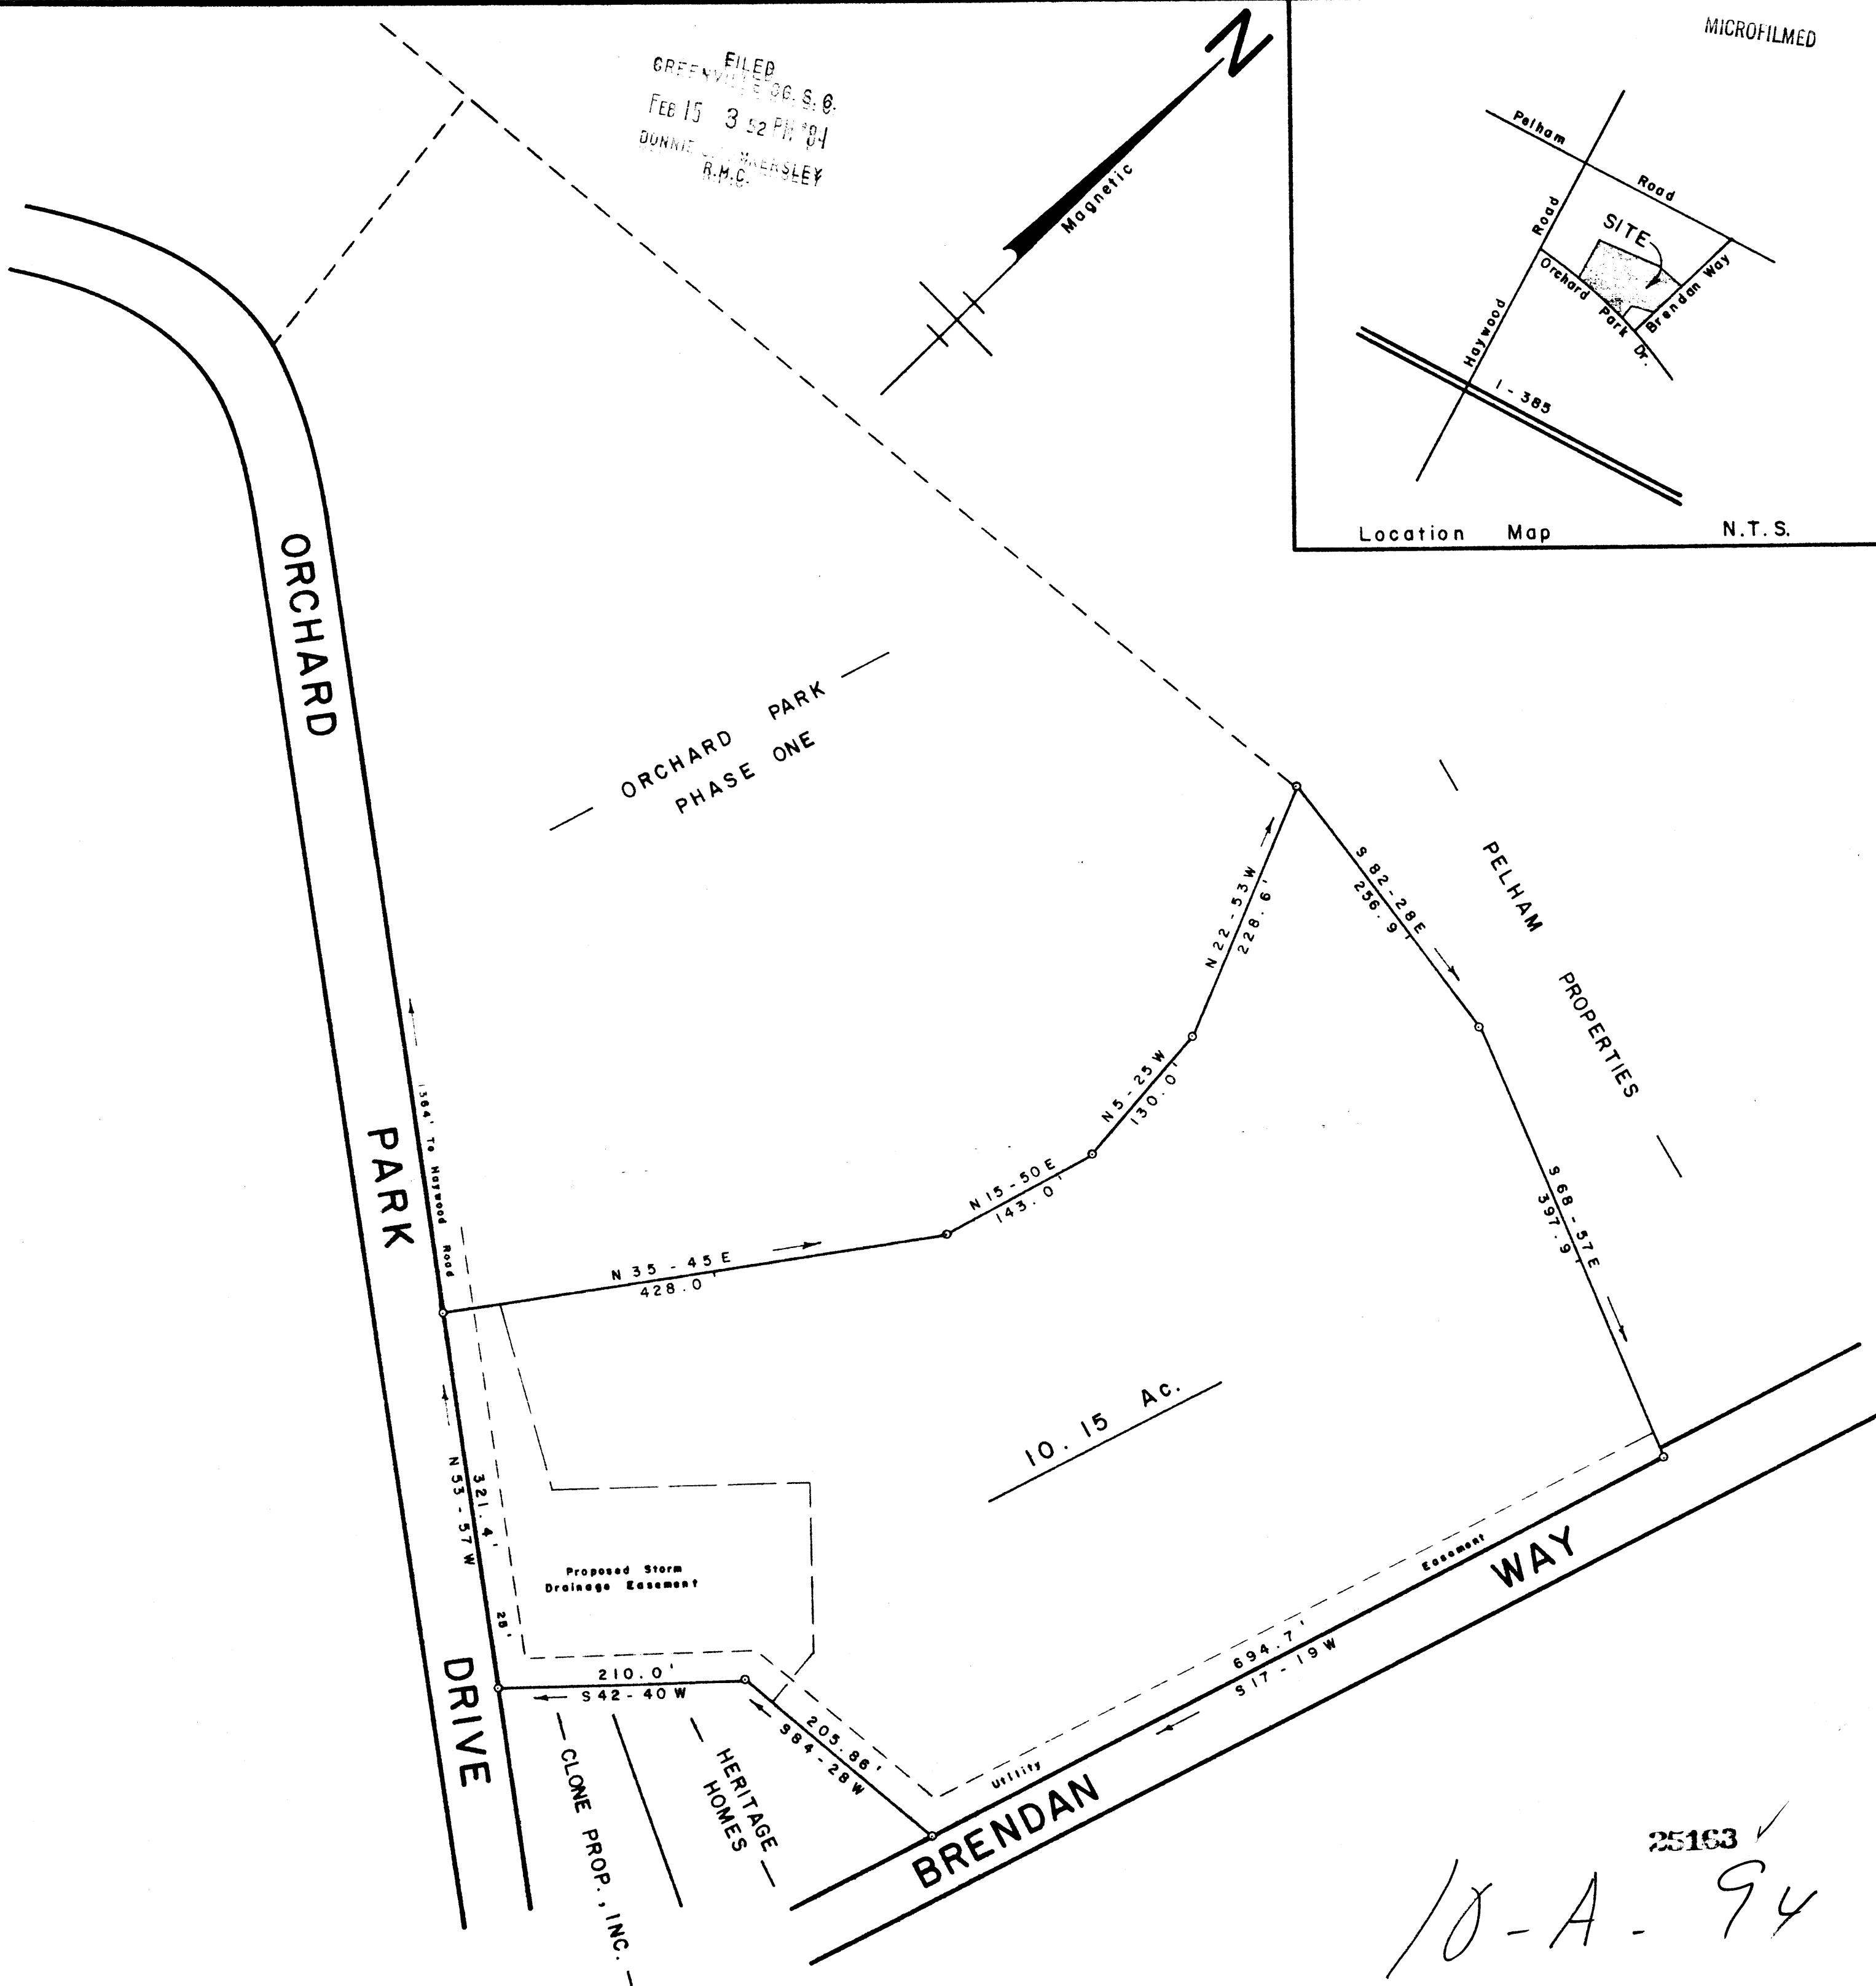 MICROFILMED
FILED
GREENVILLE CO. S. C.
FEB 15 3 52 PM '84
DONNIE
R.M.C.
N
Magnetic
Pelham
Road
Road
SITE
Orchard Park Dr.
Brendan Way
Haywood
I - 385
Location Map N.T.S.
ORCHARD
PARK
DRIVE
ORCHARD PARK
PHASE ONE
PELHAM PROPERTIES
S 82 - 28 E
256.9'
N 22 - 53 W
228.6'
N 5 - 25 W
130.0'
N 15 - 50 E
143.0'
N 35 - 45 E
428.0'
S 68 - 57 E
397.9'
1364' To Haywood Road
10.15 Ac.
321.4'
N 53 - 57 W
25'
Proposed Storm
Drainage Easement
210.0'
S 42 - 40 W
205.86'
S 84 - 28 W
694.7'
S 17 - 19 W
Utility Easement
BRENDAN WAY
CLONE PROP., INC.
HERITAGE
HOMES
25163
10 - A - 94